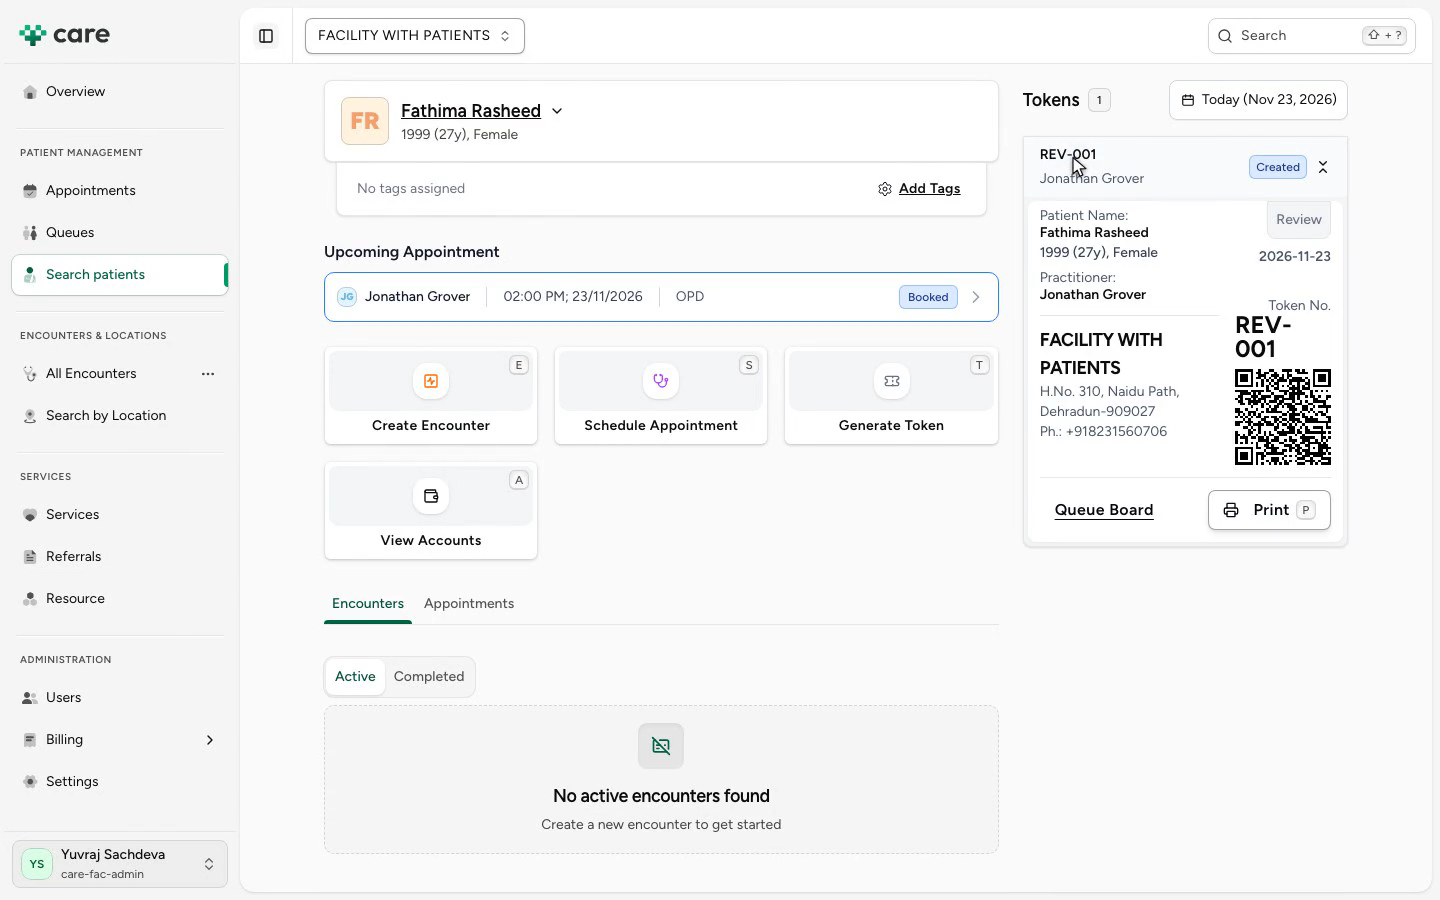 care
FACILITY WITH PATIENTS
Search
⇧ + ?
Overview
PATIENT MANAGEMENT
Appointments
Queues
Search patients
ENCOUNTERS & LOCATIONS
All Encounters
Search by Location
SERVICES
Services
Referrals
Resource
ADMINISTRATION
Users
Billing
Settings
YS
Yuvraj Sachdeva
care-fac-admin
FR
Fathima Rasheed
1999 (27y), Female
No tags assigned
Add Tags
Upcoming Appointment
JG Jonathan Grover 02:00 PM; 23/11/2026 OPD Booked
E
Create Encounter
S
Schedule Appointment
T
Generate Token
A
View Accounts
Encounters Appointments
Active Completed
No active encounters found
Create a new encounter to get started
Tokens 1
Today (Nov 23, 2026)
REV-001
Jonathan Grover
Created
Patient Name:
Fathima Rasheed
1999 (27y), Female
Review
2026-11-23
Practitioner:
Jonathan Grover
Token No.
REV-
001
FACILITY WITH
PATIENTS
H.No. 310, Naidu Path,
Dehradun-909027
Ph.: +918231560706
Queue Board
Print P